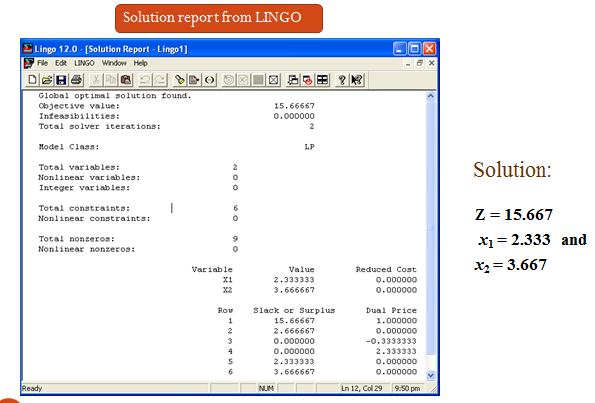 Solution report from LINGO
Lingo 12.0 - [Solution Report - Lingo1]
File Edit LINGO Window Help
Global optimal solution found.
Objective value: 15.66667
Infeasibilities: 0.000000
Total solver iterations: 2
Model Class: LP
Total variables: 2
Nonlinear variables: 0
Integer variables: 0
Total constraints: 6
Nonlinear constraints: 0
Total nonzeros: 9
Nonlinear nonzeros: 0
Variable Value Reduced Cost
X1 2.333333 0.000000
X2 3.666667 0.000000
Row Slack or Surplus Dual Price
1 15.66667 1.000000
2 2.666667 0.000000
3 0.000000 -0.3333333
4 0.000000 2.333333
5 2.333333 0.000000
6 3.666667 0.000000
Ready NUM Ln 12, Col 29 9:50 pm
Solution:
Z = 15.667
x₁ = 2.333 and
x₂ = 3.667